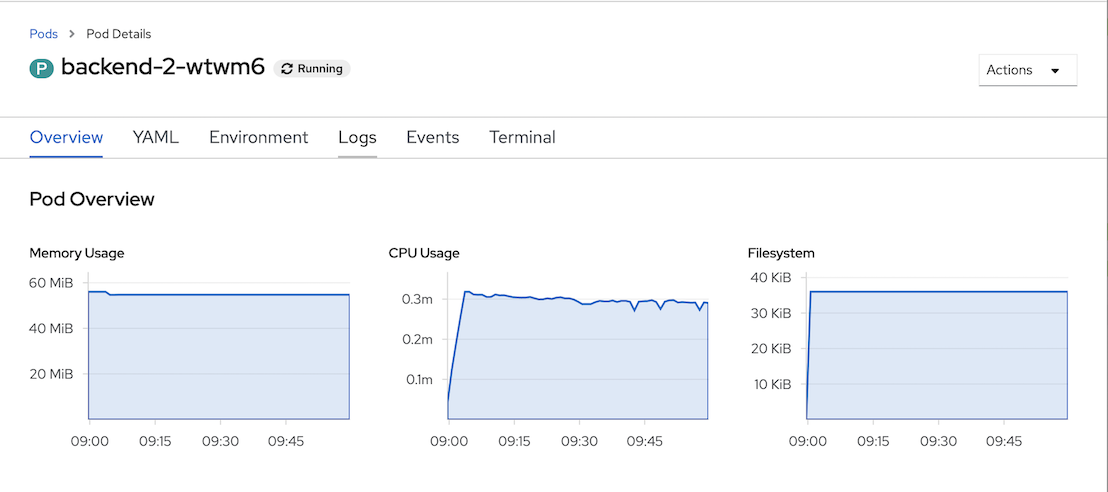 Pods > Pod Details
P backend-2-wtwm6 Running
Actions
Overview YAML Environment Logs Events Terminal
Pod Overview
Memory Usage
60 MiB
40 MiB
20 MiB
09:00 09:15 09:30 09:45
CPU Usage
0.3m
0.2m
0.1m
09:00 09:15 09:30 09:45
Filesystem
40 KiB
30 KiB
20 KiB
10 KiB
09:00 09:15 09:30 09:45